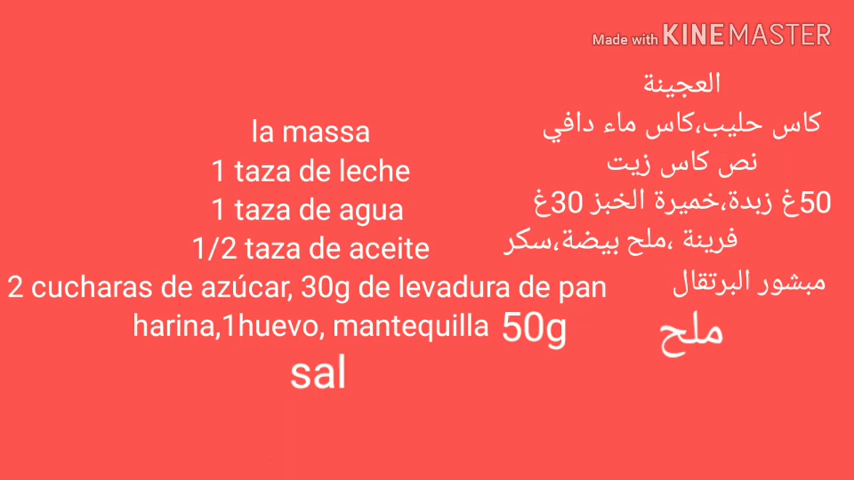 Made with KINEMASTER
العجينة
كاس حليب،كاس ماء دافي
نص كاس زيت
50غ زبدة،خميرة الخبز 30غ
فرينة ،ملح بيضة،سكر
مبشور البرتقال
ملح
la massa
1 taza de leche
1 taza de agua
1/2 taza de aceite
2 cucharas de azúcar, 30g de levadura de pan
harina,1huevo, mantequilla 50g
sal